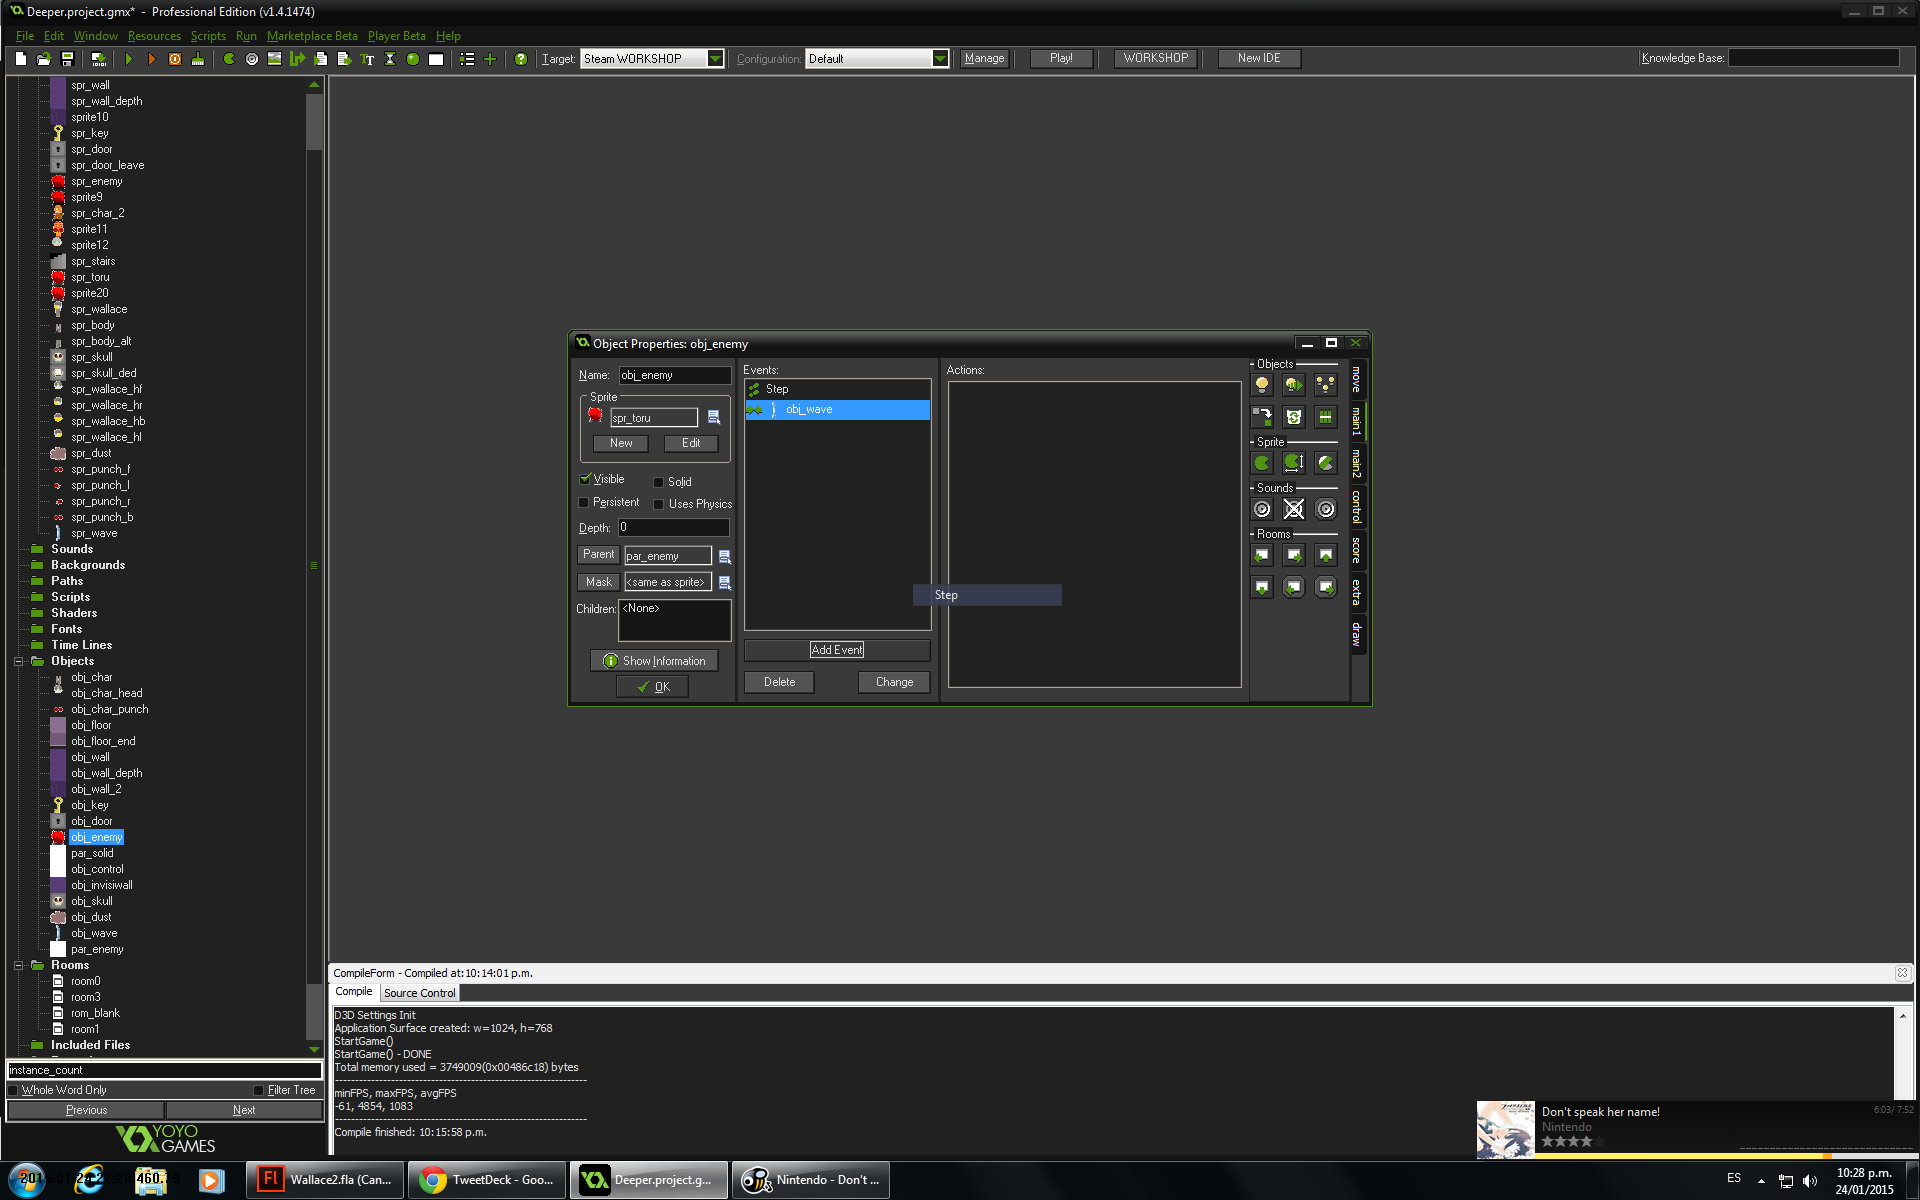 Deeper.project.gmx* - Professional Edition (v1.4.1474)
File Edit Window Resources Scripts Run Marketplace Beta Player Beta Help
Target: Steam WORKSHOP Configuration: Default Manage Play! WORKSHOP New IDE Knowledge Base:
spr_wall
spr_wall_depth
sprite10
spr_key
spr_door
spr_door_leave
spr_enemy
sprite9
spr_char_2
sprite11
sprite12
spr_stairs
spr_toru
sprite20
spr_wallace
spr_body
spr_body_alt
spr_skull
spr_skull_ded
spr_wallace_hf
spr_wallace_hr
spr_wallace_hb
spr_wallace_hl
spr_dust
spr_punch_f
spr_punch_l
spr_punch_r
spr_punch_b
spr_wave
Sounds
Backgrounds
Paths
Scripts
Shaders
Fonts
Time Lines
Objects
obj_char
obj_char_head
obj_char_punch
obj_floor
obj_floor_end
obj_wall
obj_wall_depth
obj_wall_2
obj_key
obj_door
obj_enemy
par_solid
obj_control
obj_invisiwall
obj_skull
obj_dust
obj_wave
par_enemy
Rooms
room0
room3
rom_blank
room1
Included Files
instance_count
Whole Word Only Filter Tree
Previous Next
YOYO
GAMES
Object Properties: obj_enemy
Name: obj_enemy
Sprite
spr_toru
New Edit
Visible Solid
Persistent Uses Physics
Depth: 0
Parent par_enemy
Mask <same as sprite>
Children: <None>
Show Information
OK
Events:
Step
obj_wave
Add Event
Delete Change
Step
Actions:
Objects
Sprite
Sounds
Rooms
move
main1
main2
control
score
extra
draw
CompileForm - Compiled at:10:14:01 p.m.
Compile Source Control
D3D Settings Init
Application Surface created: w=1024, h=768
StartGame()
StartGame() - DONE
Total memory used = 3749009(0x00486c18) bytes
minFPS, maxFPS, avgFPS
-61, 4854, 1083
Compile finished: 10:15:58 p.m.
Don't speak her name! 6:03/ 7:52
Nintendo
Wallace2.fla (Can...
TweetDeck - Goo...
Deeper.project.g...
Nintendo - Don't ...
ES
10:28 p.m.
24/01/2015